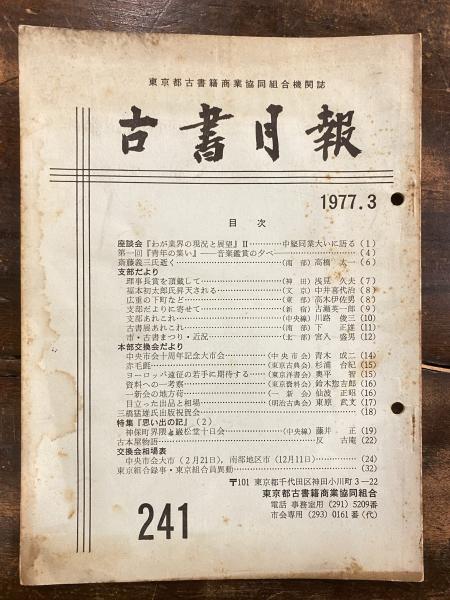 東京都古書籍商業協同組合機関誌
古書月報
1977.3
目次
座談会『わが業界の現況と展望』Ⅱ…………中堅同業大いに語る(1)
第一回『青年の集い』――音楽鑑賞の夕べ…………(4)
斎藤義三氏逝く…………(南部)高橋太一(6)
支部だより
理事長賞を頂戴して…………(神田)浅見久夫(7)
福本初太郎氏昇天される…………(文京)中井喜代治(8)
広重の下町など…………(東部)高木伊佐男(8)
支部だよりに寄せて…………(新宿)古瀬英一郎(9)
支部あれこれ…………(中央線)川路俊三(10)
古書展あれこれ…………(南部)下正雄(11)
市・古書まつり・近況…………(北部)宮入盛男(12)
本部交換会だより
中央市会十周年記念大市会…………(中央市会)青木成二(14)
赤毛氈…………(東京古典会)杉浦台紀(15)
ヨーロッパ遠征の若手に期待する……(東京洋書会)奥平智(15)
資料への一考察…………(東京資料会)鈴木惣吉郎(16)
一新会の地方荷…………(一新会)仙波正昭(16)
目立った出品と相場…………(明治古典会)東原武文(17)
三橋猛雄氏出版祝賀会…………(18)
特集『思い出の記』(2)
神保町界隈と巌松堂十日会…………(中央線)藤井正(19)
古本屋物語…………反古庵(22)
交換会相場表
中央市会大市(2月21日)，南部地区市(12月11日)…………(24)
東京組合録事・東京組合員異動…………(32)
〒101 東京都千代田区神田小川町3―22
東京都古書籍商業協同組合
電話 事務室用 (291) 5209番
市会専用 (293) 0161番(代)
241